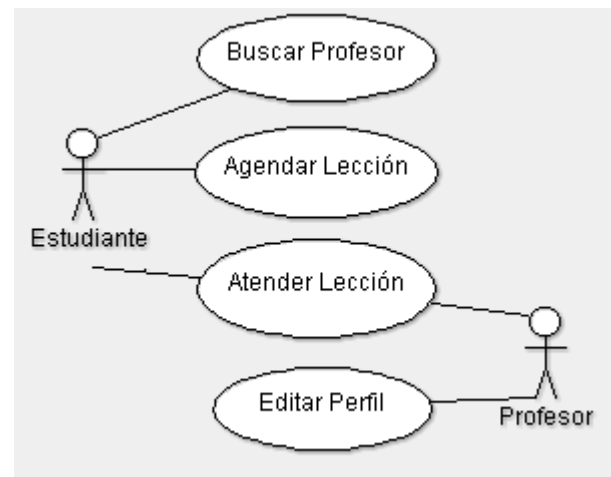 Buscar Profesor
Agendar Lección
Estudiante
Atender Lección
Editar Perfil
Profesor